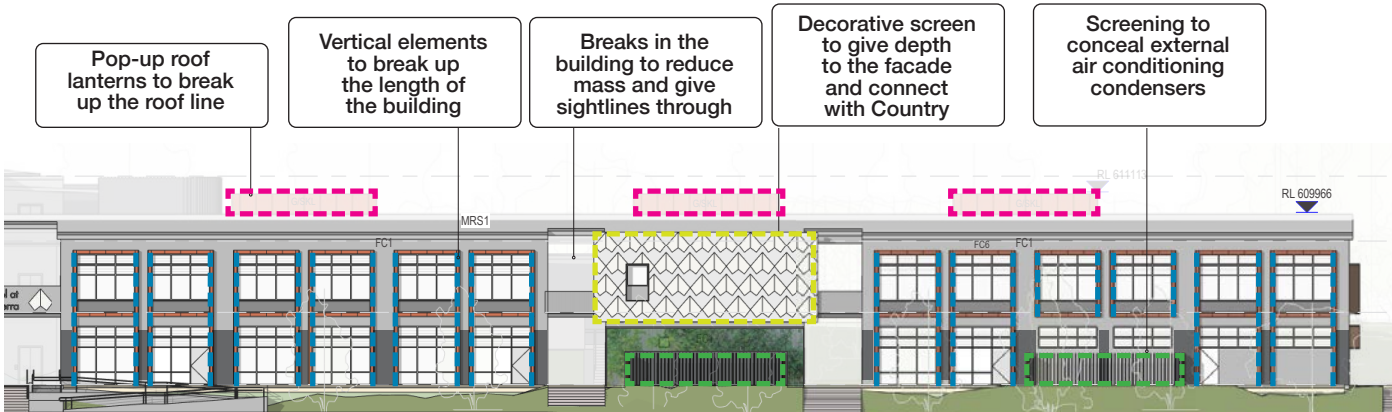 Pop-up roof
lanterns to break
up the roof line
Vertical elements
to break up
the length of
the building
Breaks in the
building to reduce
mass and give
sightlines through
Decorative screen
to give depth
to the facade
and connect
with Country
Screening to
conceal external
air conditioning
condensers
RL 611113
RL 609966
MRS1
FC1
FC6
FC1